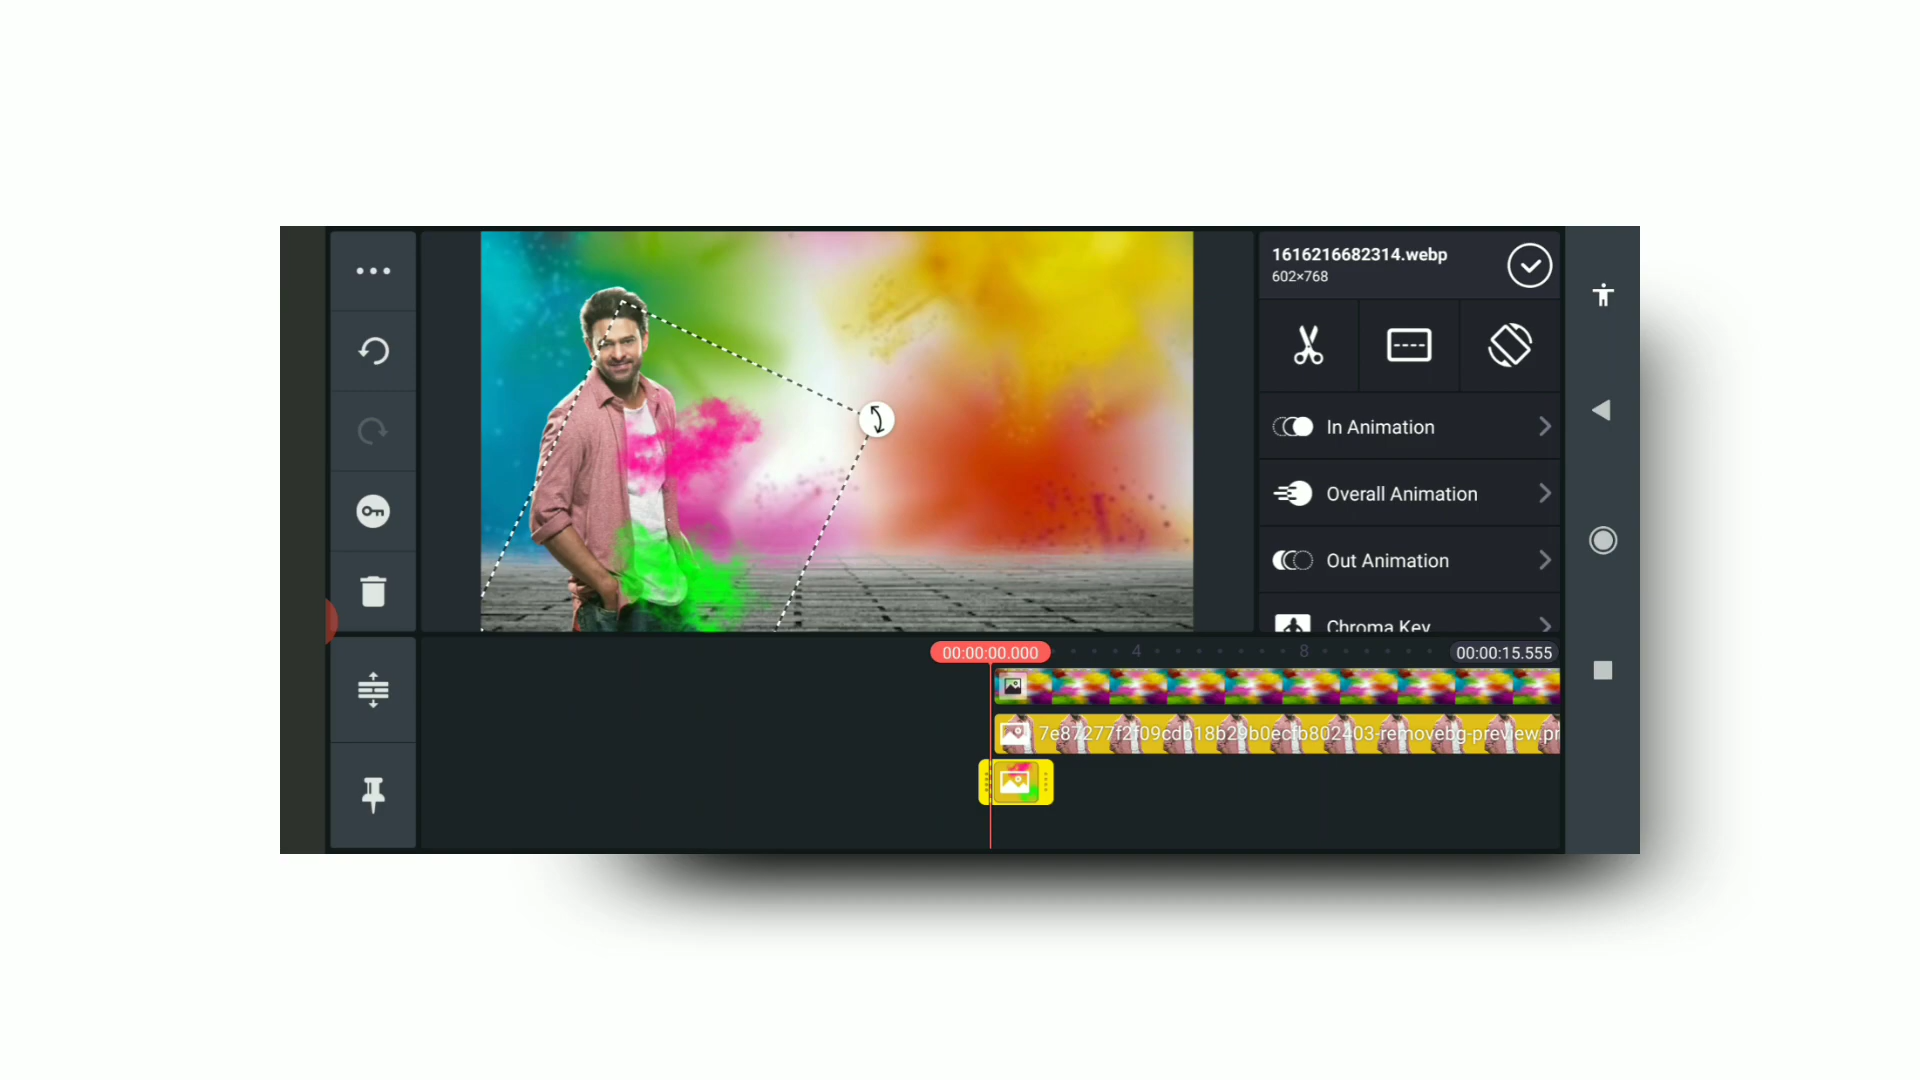 1616216682314.webp
602×768
In Animation
Overall Animation
Out Animation
Chroma Key
00:00:00.000
4
8
00:00:15.555
7e87277f2f09cdb18b29b0ecfb802403-removebg-preview.pr